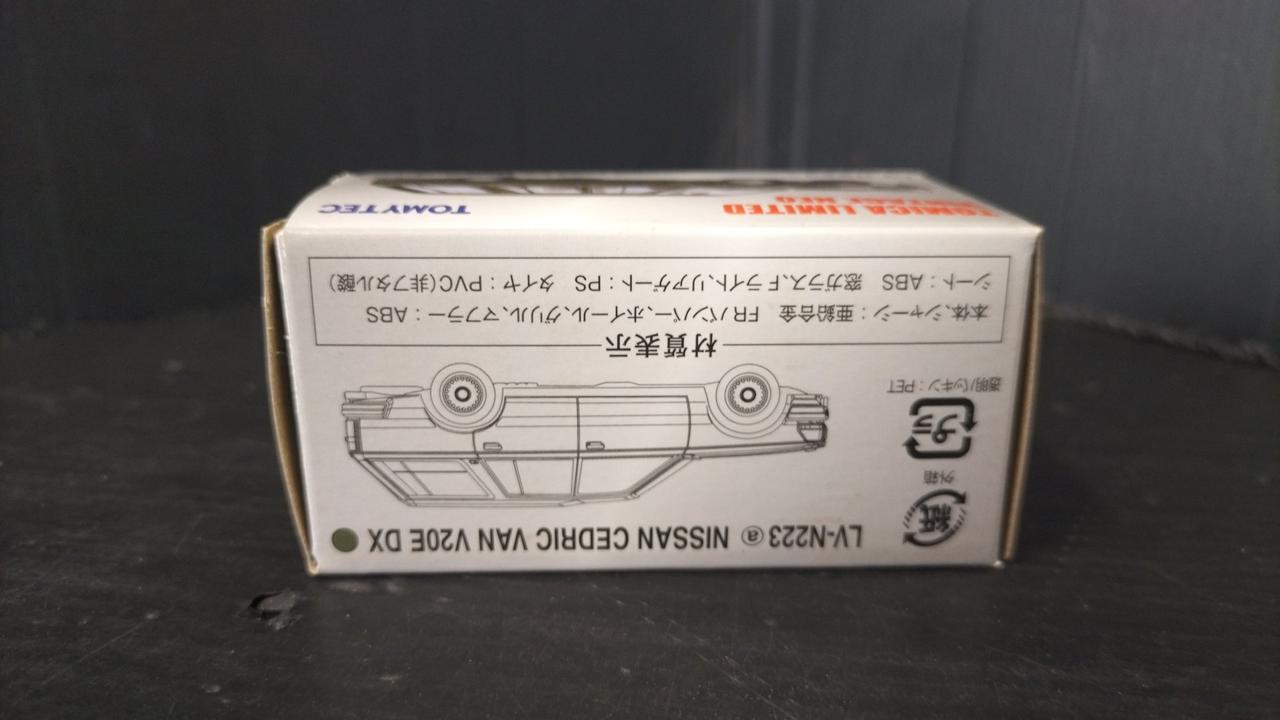 LV-N223 ⓐ NISSAN CEDRIC VAN V20E DX
紙
外箱
プラ
透明パッキン：PET
材質表示
本体、シャーシ：亜鉛合金　FRバンパー、ホイール、グリル、マフラー：ABS
シート：ABS　窓ガラス、Fライト、リアゲート：PS　タイヤ：PVC(非フタル酸)
TOMICA LIMITED
VINTAGE NEO
TOMYTEC